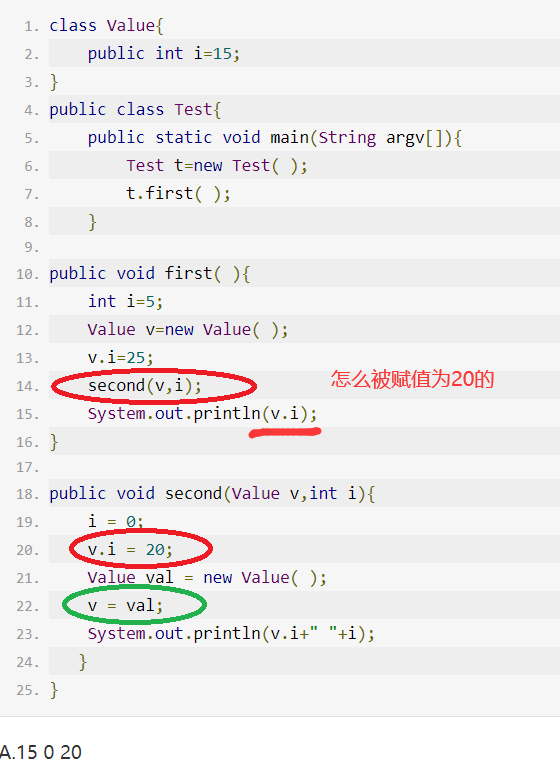 1. class Value{
2. public int i=15;
3. }
4. public class Test{
5. public static void main(String argv[]){
6. Test t=new Test( );
7. t.first( );
8. }
9.
10. public void first( ){
11. int i=5;
12. Value v=new Value( );
13. v.i=25;
14. second(v,i);
怎么被赋值为20的
15. System.out.println(v.i);
16. }
17.
18. public void second(Value v,int i){
19. i = 0;
20. v.i = 20;
21. Value val = new Value( );
22. v = val;
23. System.out.println(v.i+" "+i);
24. }
25. }
A.15 0 20